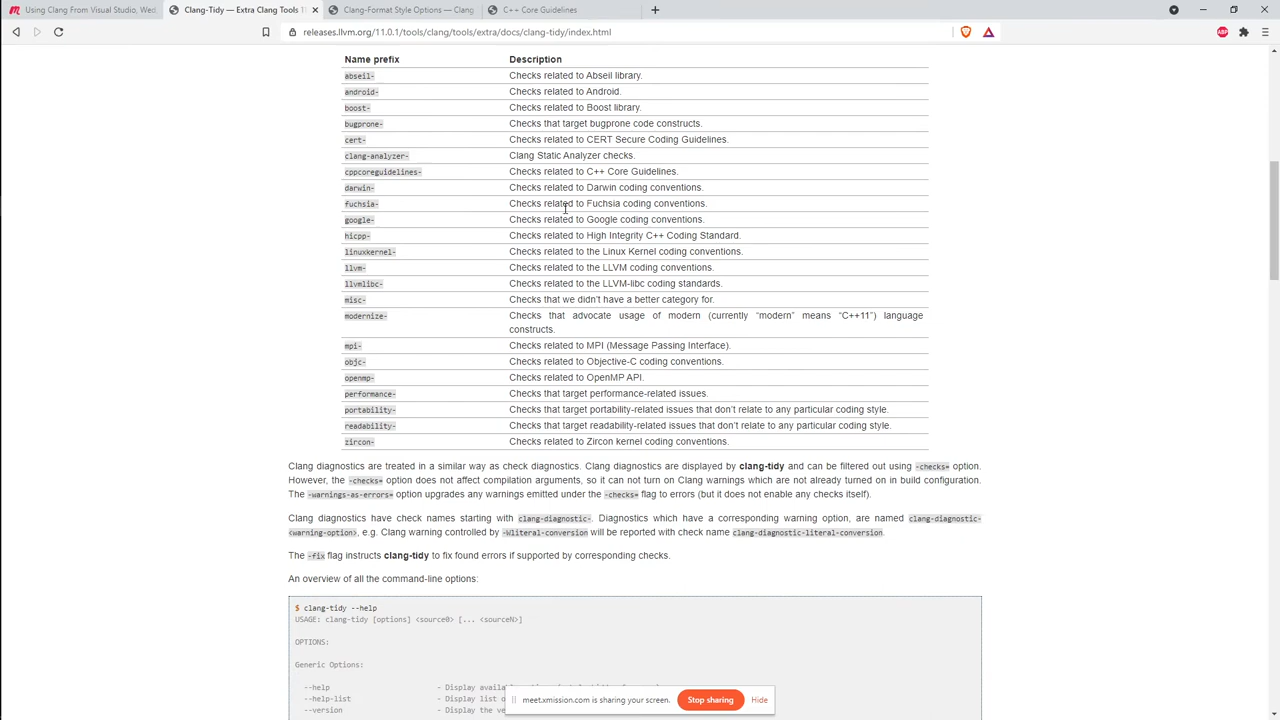 Using Clang From Visual Studio, Wed.
Clang-Tidy — Extra Clang Tools 1
Clang-Format Style Options — Clang
C++ Core Guidelines
releases.llvm.org/11.0.1/tools/clang/tools/extra/docs/clang-tidy/index.html
ABP
Name prefix Description
abseil- Checks related to Abseil library.
android- Checks related to Android.
boost- Checks related to Boost library.
bugprone- Checks that target bugprone code constructs.
cert- Checks related to CERT Secure Coding Guidelines.
clang-analyzer- Clang Static Analyzer checks.
cppcoreguidelines- Checks related to C++ Core Guidelines.
darwin- Checks related to Darwin coding conventions.
fuchsia- Checks related to Fuchsia coding conventions.
google- Checks related to Google coding conventions.
hicpp- Checks related to High Integrity C++ Coding Standard.
linuxkernel- Checks related to the Linux Kernel coding conventions.
llvm- Checks related to the LLVM coding conventions.
llvmlibc- Checks related to the LLVM-libc coding standards.
misc- Checks that we didn’t have a better category for.
modernize- Checks that advocate usage of modern (currently “modern” means “C++11”) language
constructs.
mpi- Checks related to MPI (Message Passing Interface).
objc- Checks related to Objective-C coding conventions.
openmp- Checks related to OpenMP API.
performance- Checks that target performance-related issues.
portability- Checks that target portability-related issues that don’t relate to any particular coding style.
readability- Checks that target readability-related issues that don’t relate to any particular coding style.
zircon- Checks related to Zircon kernel coding conventions.
Clang diagnostics are treated in a similar way as check diagnostics. Clang diagnostics are displayed by clang-tidy and can be filtered out using -checks= option.
However, the -checks= option does not affect compilation arguments, so it can not turn on Clang warnings which are not already turned on in build configuration.
The -warnings-as-errors= option upgrades any warnings emitted under the -checks= flag to errors (but it does not enable any checks itself).
Clang diagnostics have check names starting with clang-diagnostic-. Diagnostics which have a corresponding warning option, are named clang-diagnostic-
<warning-option>, e.g. Clang warning controlled by -Wliteral-conversion will be reported with check name clang-diagnostic-literal-conversion.
The -fix flag instructs clang-tidy to fix found errors if supported by corresponding checks.
An overview of all the command-line options:
$ clang-tidy --help
USAGE: clang-tidy [options] <source0> [... <sourceN>]
OPTIONS:
Generic Options:
--help - Display availa
--help-list - Display list o
--version - Display the ve
meet.xmission.com is sharing your screen. Stop sharing Hide